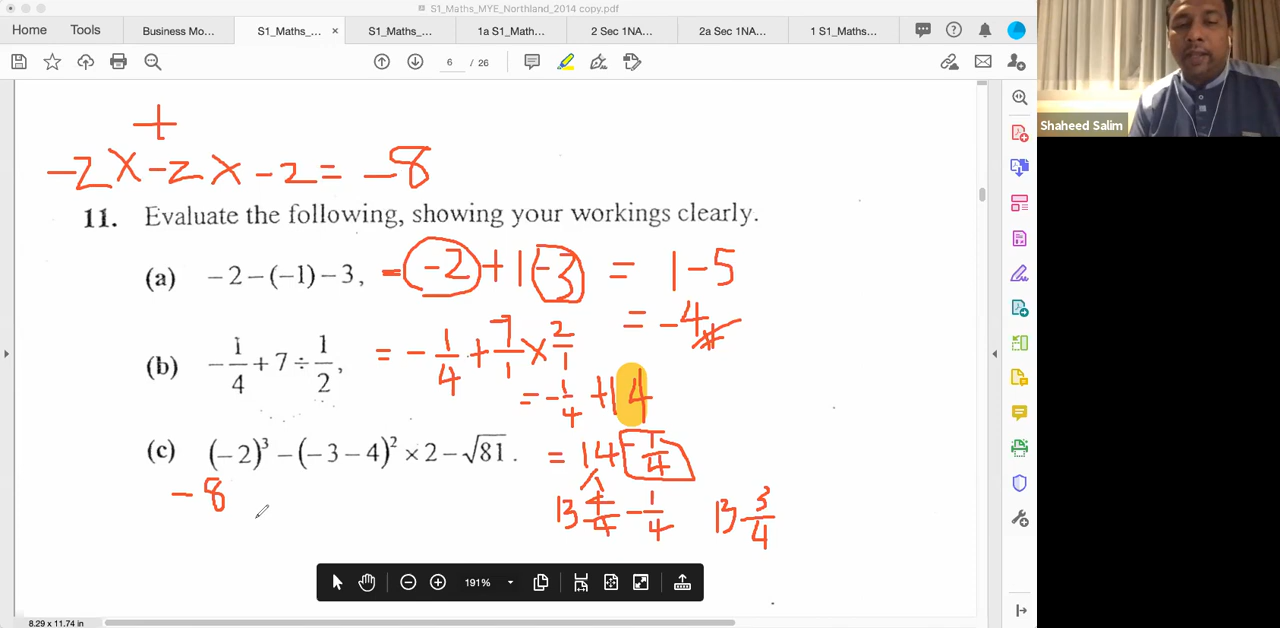 S1_Maths_MYE_Northland_2014 copy.pdf
Home Tools Business Mo... S1_Maths_... × S1_Maths_... 1a S1_Math... 2 Sec 1NA... 2a Sec 1NA... 1 S1_Maths...
6 / 26
Shaheed Salim
+
-2 × -2 × -2 = -8
11. Evaluate the following, showing your workings clearly.
(a) -2-(-1)-3, = -2 + 1 -3 = 1-5
= -4
(b) -1/4 + 7 ÷ 1/2, = -1/4 + 7/1 × 2/1
= -1/4 + 14
(c) (-2)³ - (-3-4)² × 2 - √81. = 14 - 1/4
-8
13 4/4 - 1/4 13 3/4
191%
8.29 x 11.74 in